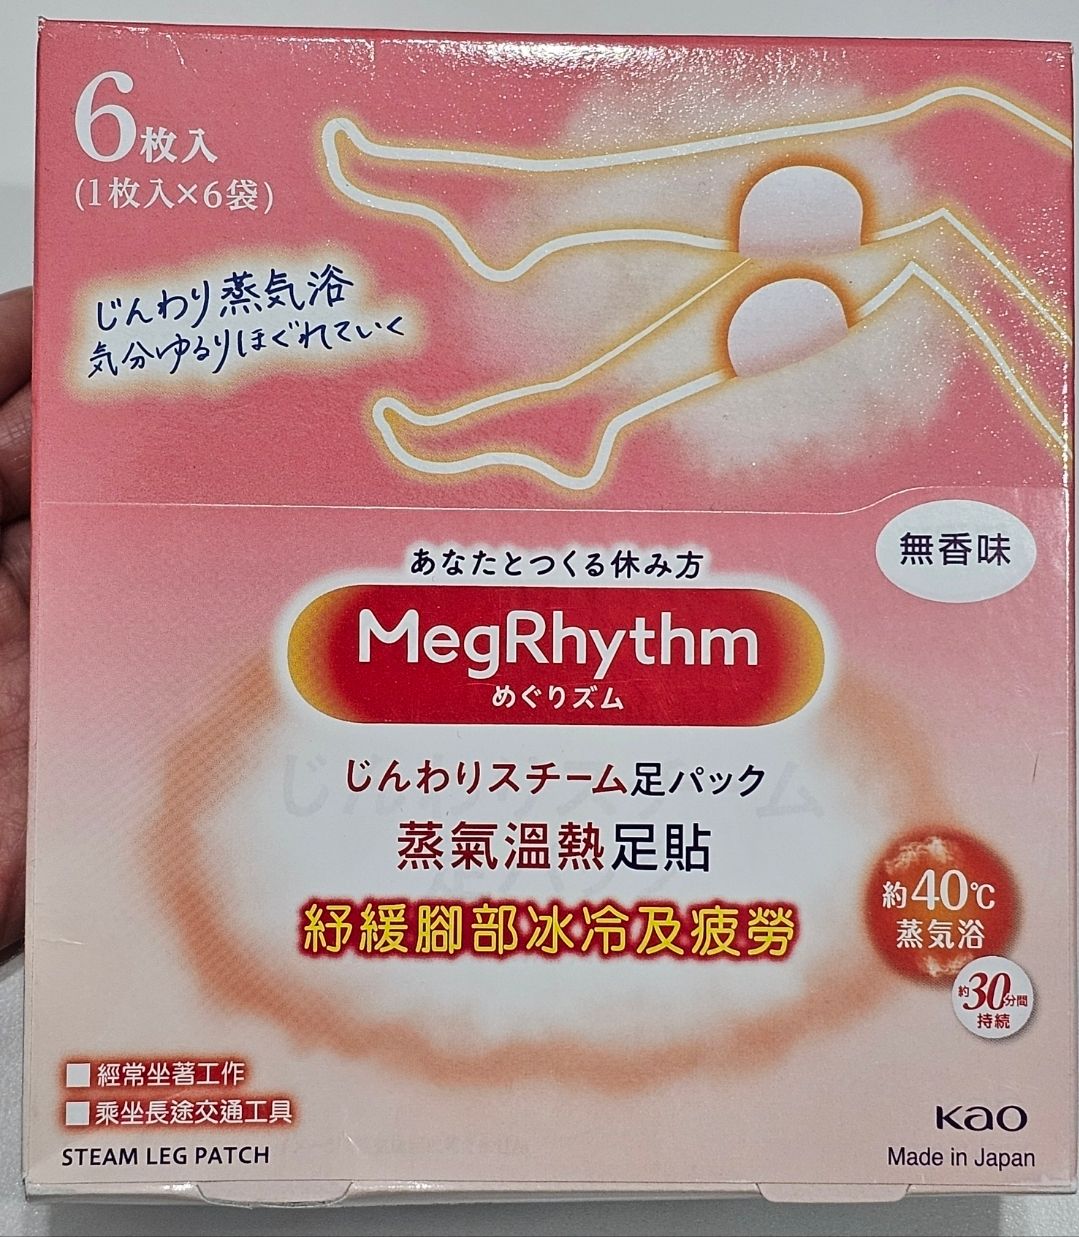 6枚入
(1枚入×6袋)
じんわり蒸気浴
気分ゆるりほぐれていく
無香味
あなたとつくる休み方
MegRhythm
めぐりズム
じんわりスチーム足パック
蒸氣溫熱足貼
紓緩腳部冰冷及疲勞
約40℃
蒸気浴
約30分間
持続
經常坐著工作
乘坐長途交通工具
STEAM LEG PATCH
Kao
Made in Japan